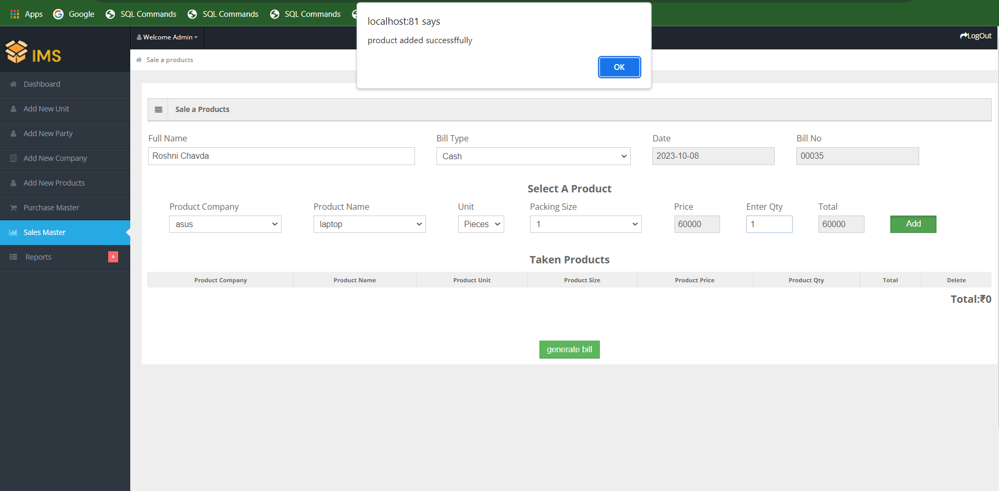 Apps Google SQL Commands SQL Commands SQL Commands
localhost:81 says
product added successffully
OK
IMS
Welcome Admin
LogOut
Sale a products
Dashboard
Add New Unit
Add New Party
Add New Company
Add New Products
Purchase Master
Sales Master
Reports +
Sale a Products
Full Name Bill Type Date Bill No
Roshni Chavda Cash 2023-10-08 00035
Select A Product
Product Company Product Name Unit Packing Size Price Enter Qty Total
asus laptop Pieces 1 60000 1 60000 Add
Taken Products
Product Company Product Name Product Unit Product Size Product Price Product Qty Total Delete
Total:₹0
generate bill